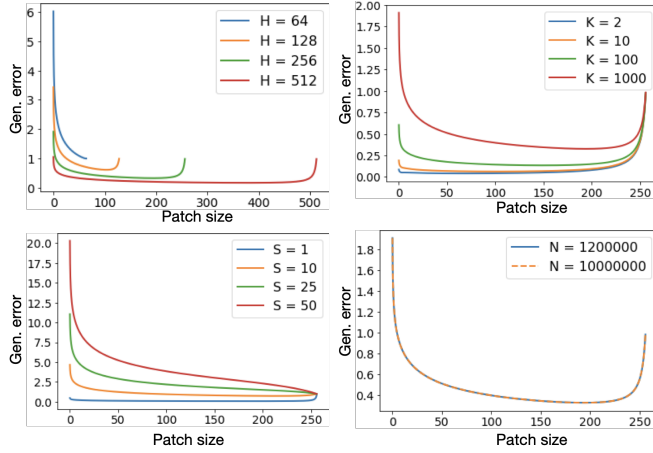 Gen. error
6
5
4
3
2
1
0
0 100 200 300 400 500
Patch size
H = 64
H = 128
H = 256
H = 512
Gen. error
2.00
1.75
1.50
1.25
1.00
0.75
0.50
0.25
0.00
0 50 100 150 200 250
Patch size
K = 2
K = 10
K = 100
K = 1000
Gen. error
20.0
17.5
15.0
12.5
10.0
7.5
5.0
2.5
0.0
0 50 100 150 200 250
Patch size
S = 1
S = 10
S = 25
S = 50
Gen. error
1.8
1.6
1.4
1.2
1.0
0.8
0.6
0.4
0 50 100 150 200 250
Patch size
N = 1200000
N = 10000000